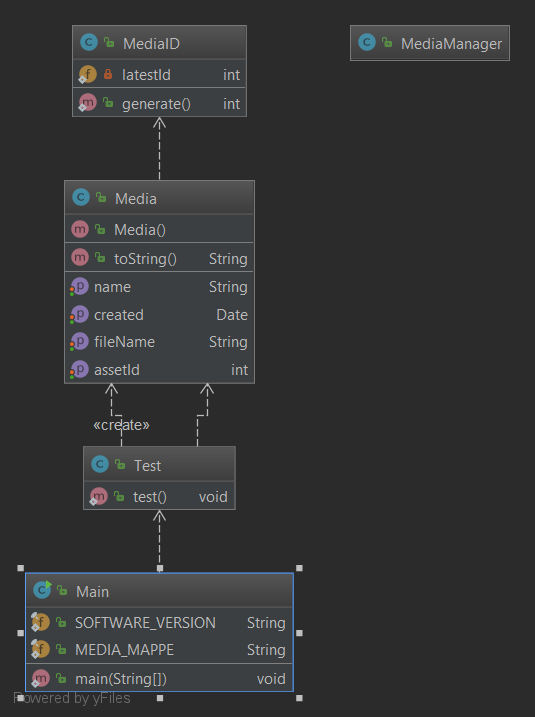 MediaID
MediaManager
latestId int
generate() int
Media
Media()
toString() String
name String
created Date
fileName String
assetId int
«create»
Test
test() void
Main
SOFTWARE_VERSION String
MEDIA_MAPPE String
main(String[]) void
Powered by yFiles